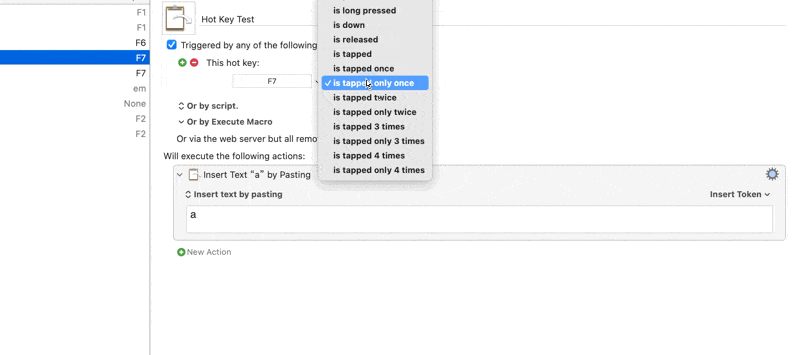 F1
F1
F6
F7
F7
em
None
F2
F2
Hot Key Test
Triggered by any of the following
This hot key:
F7
is long pressed
is down
is released
is tapped
is tapped once
✓ is tapped only once
is tapped twice
is tapped only twice
is tapped 3 times
is tapped only 3 times
is tapped 4 times
is tapped only 4 times
Or by script.
Or by Execute Macro
Or via the web server but all remo
Will execute the following actions:
Insert Text "a" by Pasting
Insert text by pasting
Insert Token
a
New Action